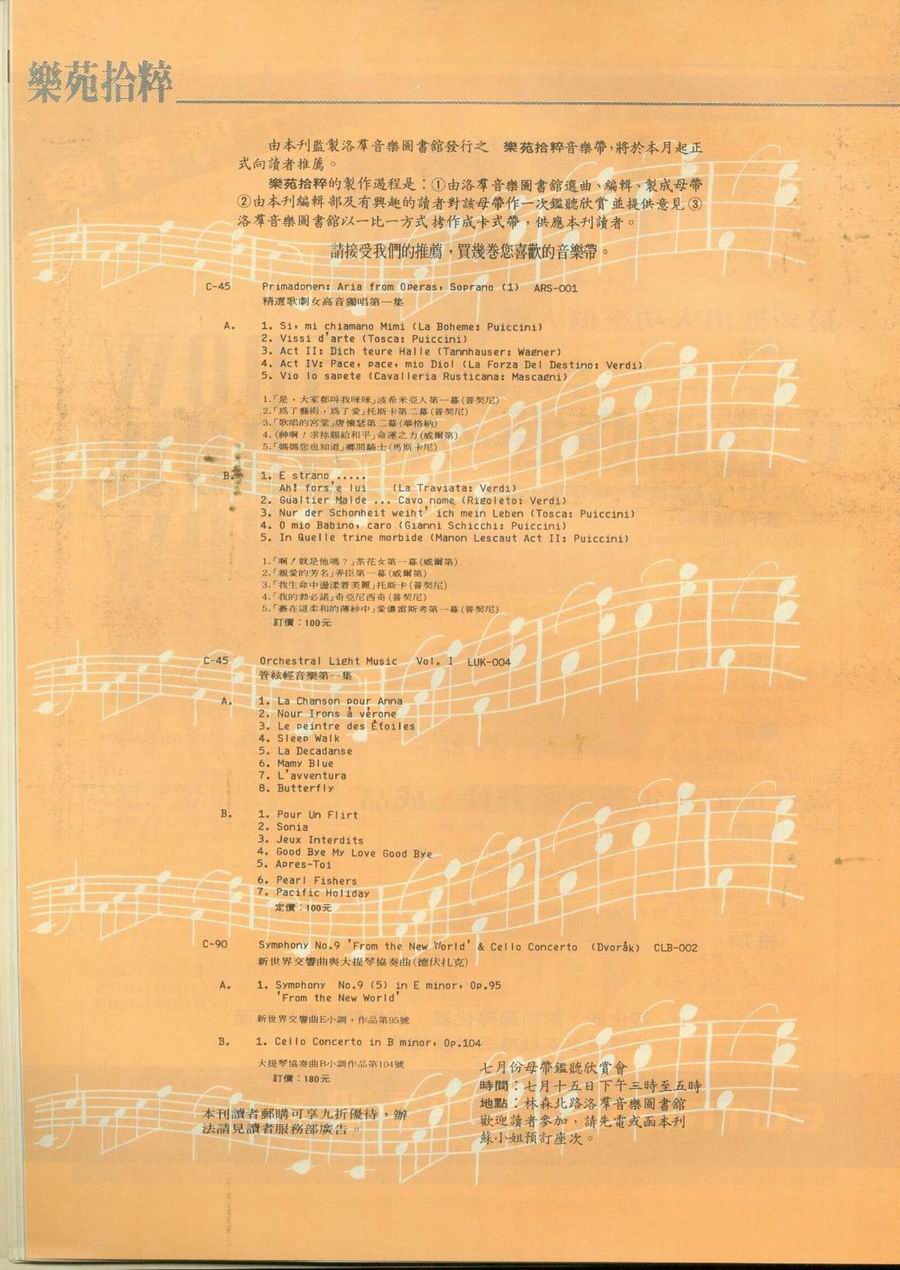 樂苑拾粹
由本刊監製洛羣音樂圖書館發行之　樂苑拾粹音樂帶，將於本月起正
式向讀者推薦。
樂苑拾粹的製作過程是：①由洛羣音樂圖書館選曲、編輯、製成母帶
②由本刊編輯部及有興趣的讀者對該母帶作一次鑑聽欣賞並提供意見③
洛羣音樂圖書館以一比一方式拷作成卡式帶，供應本刊讀者。
請接受我們的推薦，買幾卷您喜歡的音樂帶。
C-45 Primadonen: Aria from Operas, Soprano (1) ARS-001
精選歌劇女高音獨唱第一集
A. 1. Si, mi chiamano Mimi (La Boheme: Puiccini)
2. Vissi d'arte (Tosca: Puiccini)
3. Act II: Dich teure Halle (Tannhauser: Wagner)
4. Act IV: Pace, pace, mio Diol (La Forza Del Destino: Verdi)
5. Vio lo sapete (Cavalleria Rusticana: Mascagni)
1.「是，大家都叫我咪咪」波希米亞人第一幕(普契尼)
2.「爲了藝術，爲了愛」托斯卡第二幕(普契尼)
3.「歌唱的宮堂」唐懷瑟第二幕(華格納)
4.(神啊！求祢賜給和平」命運之力(威爾第)
5.「媽媽您也知道」鄉間騎士(馬斯卡尼)
B. 1. E strano .....
Ah! fors'e lui (La Traviata: Verdi)
2. Gualtier Malde ... Cavo nome (Rigoleto: Verdi)
3. Nur der Schonheit weiht' ich mein Leben (Tosca: Puiccini)
4. O mio Babino, caro (Gianni Schicchi: Puiccini)
5. In Quelle trine morbide (Manon Lescaut Act II: Puiccini)
1.「啊！就是他嗎？」茶花女第一幕(威爾第)
2.「親愛的芳名」弄臣第一幕(威爾第)
3.「我生命中盪漾着美麗」托斯卡(普契尼)
4.「我的勃必諾」奇亞尼西奇(普契尼)
5.「裹在這柔和的薄紗中」愛儂雷斯考第一幕(普契尼)
訂價：100元
C-45 Orchestral Light Music Vol. I LUK-004
管絃輕音樂第一集
A. 1. La Chanson pour Anna
2. Nour Irons à vérone
3. Le peintre des Étoiles
4. Sleep Walk
5. La Decadanse
6. Mamy Blue
7. L'avventura
8. Butterfly
B. 1. Pour Un Flirt
2. Sonia
3. Jeux Interdits
4. Good Bye My Love Good Bye
5. Apres-Toi
6. Pearl Fishers
7. Pacific Holiday
定價：100元
C-90 Symphony No.9 'From the New World' & Cello Concerto (Dvorák) CLB-002
新世界交響曲與大提琴協奏曲(德伏扎克)
A. 1. Symphony No.9 (5) in E minor, Op.95
'From the New World'
新世界交響曲E小調，作品第95號
B. 1. Cello Concerto in B minor, Op.104
大提琴協奏曲B小調作品第104號
訂價：180元
本刊讀者郵購可享九折優待，辦
法請見讀者服務部廣告。
七月份母帶鑑聽欣賞會
時間：七月十五日下午三時至五時
地點：林森北路洛羣音樂圖書館
歡迎讀者參加，請先電或函本刊
蘇小姐預訂座次。